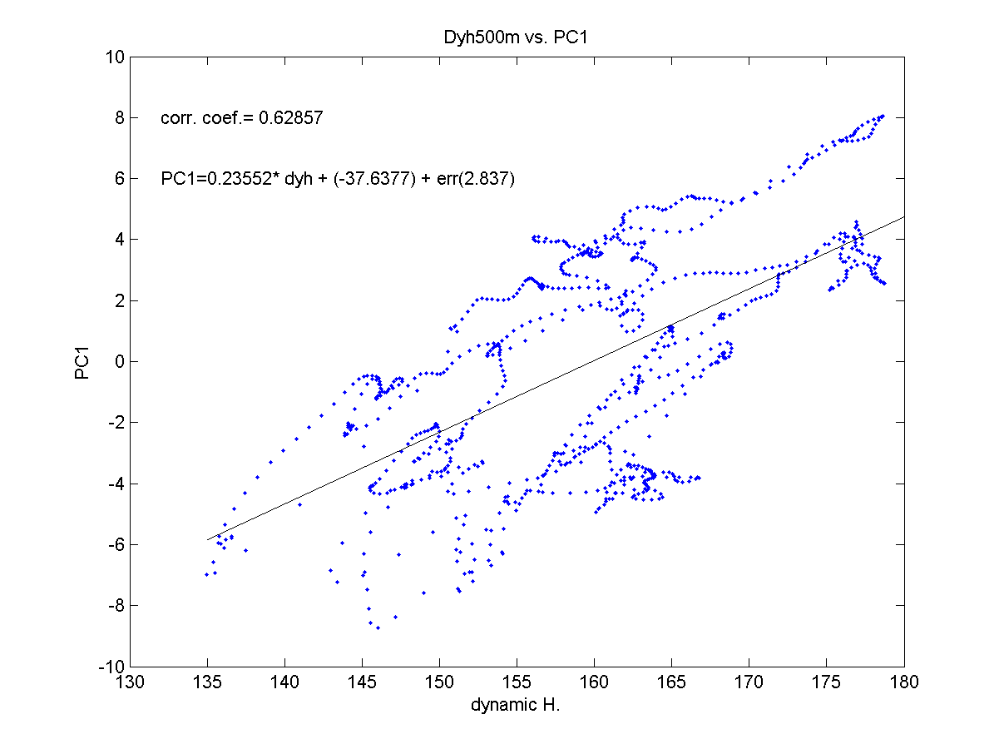 Dyh500m vs. PC1
10
8
6
4
2
0
-2
-4
-6
-8
-10
corr. coef.= 0.62857
PC1=0.23552* dyh + (-37.6377) + err(2.837)
PC1
130 135 140 145 150 155 160 165 170 175 180
dynamic H.